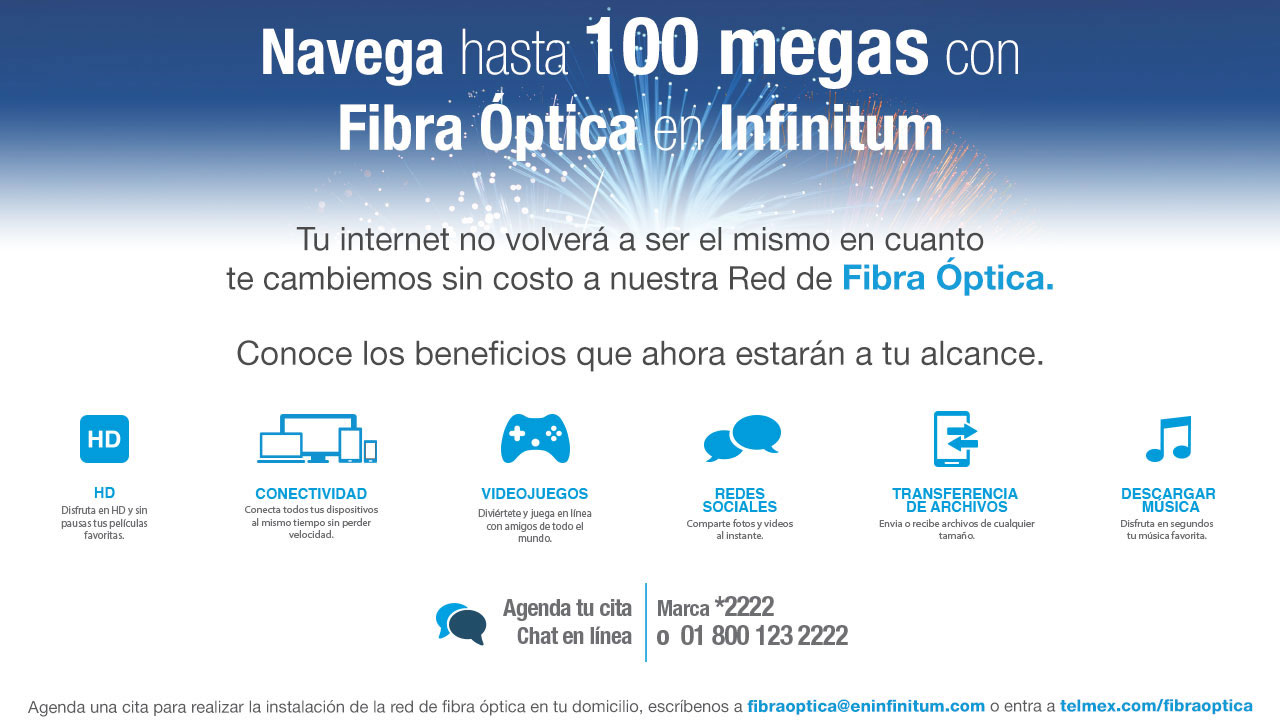 Navega hasta 100 megas con
Fibra Óptica en Infinitum
Tu internet no volverá a ser el mismo en cuanto
te cambiemos sin costo a nuestra Red de Fibra Óptica.
Conoce los beneficios que ahora estarán a tu alcance.
HD
HD
Disfruta en HD y sin
pausas tus películas
favoritas.
CONECTIVIDAD
Conecta todos tus dispositivos
al mismo tiempo sin perder
velocidad.
VIDEOJUEGOS
Diviértete y juega en línea
con amigos de todo el
mundo.
REDES
SOCIALES
Comparte fotos y videos
al instante.
TRANSFERENCIA
DE ARCHIVOS
Envia o recibe archivos de cualquier
tamaño.
DESCARGAR
MÚSICA
Disfruta en segundos
tu música favorita.
Agenda tu cita
Chat en línea
Marca *2222
o 01 800 123 2222
Agenda una cita para realizar la instalación de la red de fibra óptica en tu domicilio, escríbenos a fibraoptica@eninfinitum.com o entra a telmex.com/fibraoptica